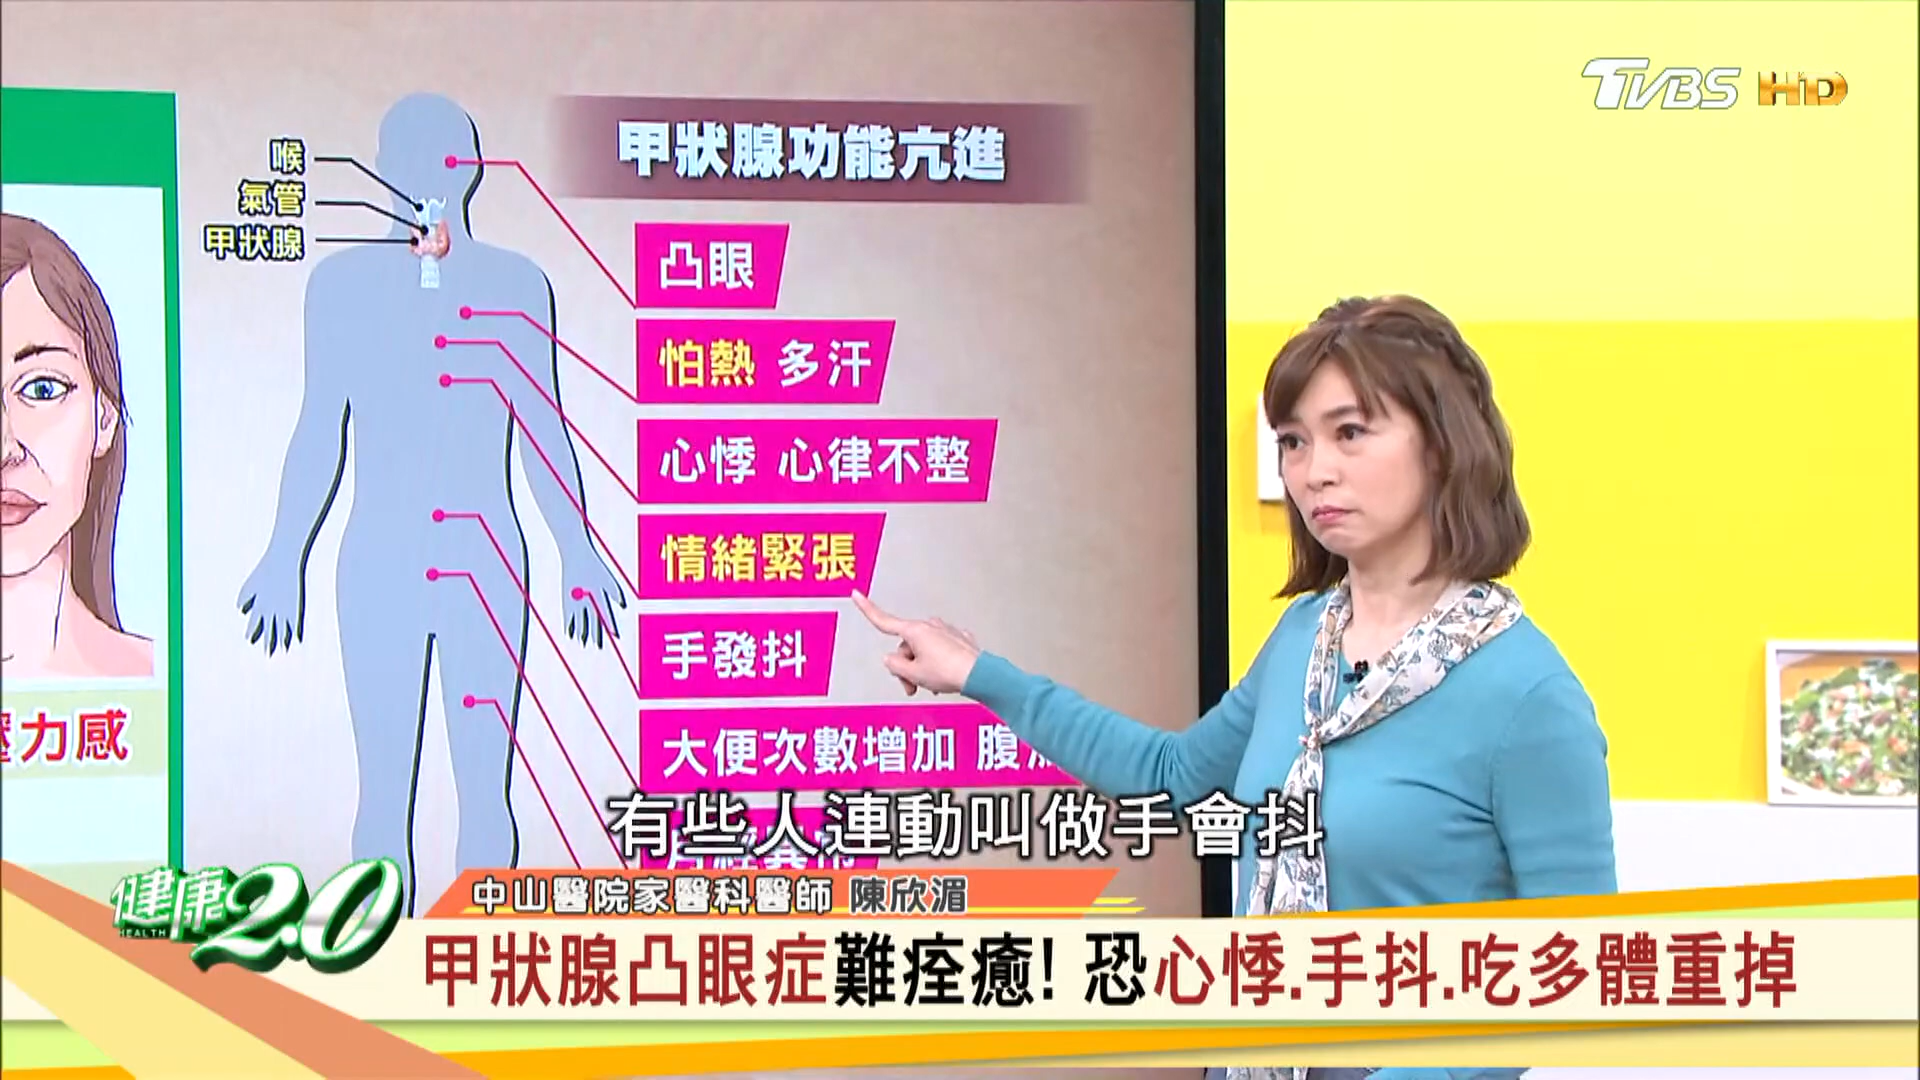 TVBS HD
甲狀腺功能亢進
喉
氣管
甲狀腺
凸眼
怕熱 多汗
心悸 心律不整
情緒緊張
手發抖
大便次數增加 腹
力感
有些人連動叫做手會抖
中山醫院家醫科醫師 陳欣湄
健康2.0
HEALTH
甲狀腺凸眼症難痊癒! 恐心悸.手抖.吃多體重掉